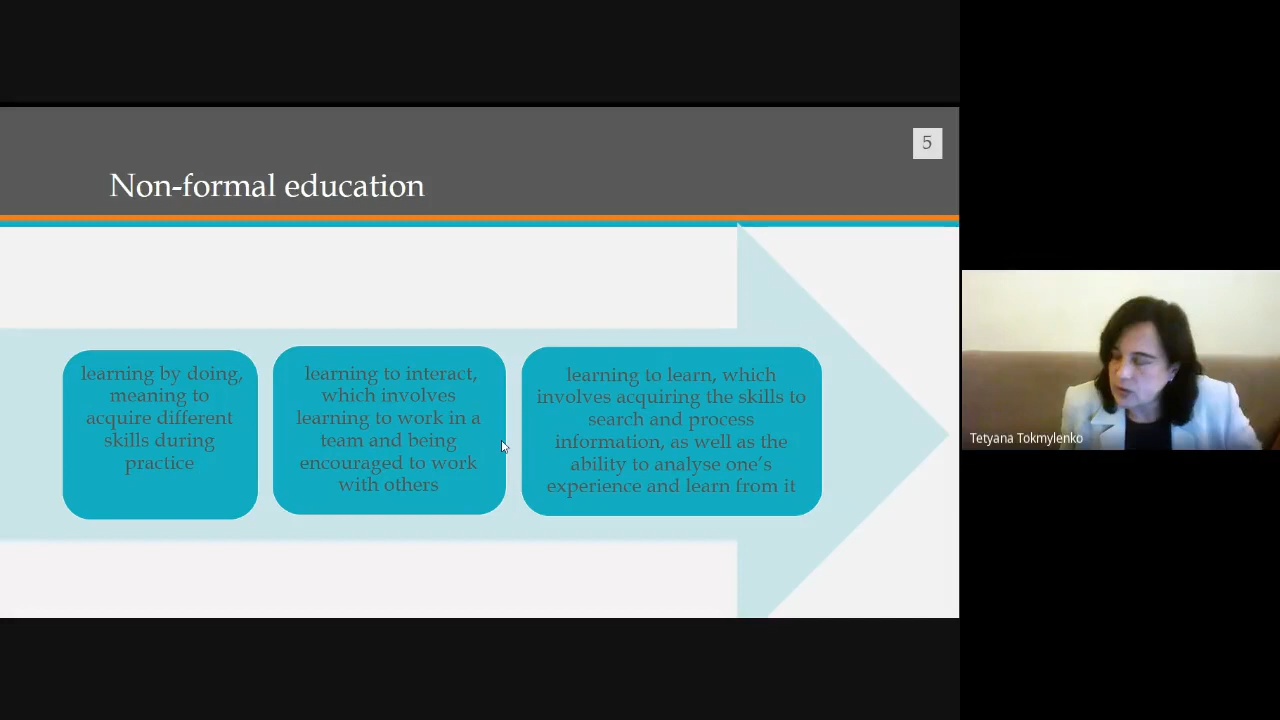 5
Non-formal education
learning by doing,
meaning to
acquire different
skills during
practice
learning to interact,
which involves
learning to work in a
team and being
encouraged to work
with others
learning to learn, which
involves acquiring the skills to
search and process
information, as well as the
ability to analyse one’s
experience and learn from it
Tetyana Tokmylenko